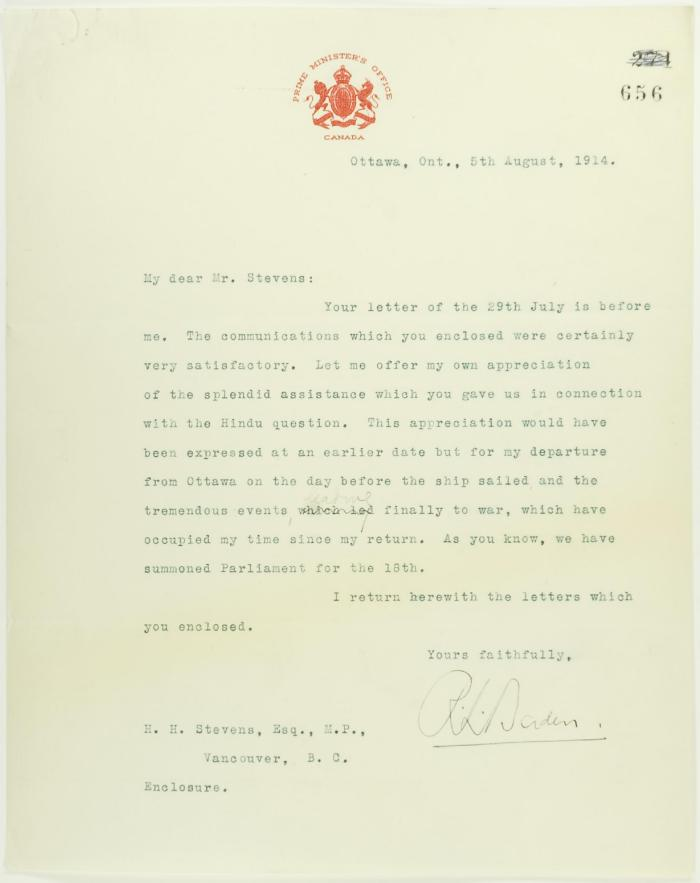 271
656
PRIME MINISTER'S OFFICE
CANADA
Ottawa, Ont., 5th August, 1914.
My dear Mr. Stevens:
Your letter of the 29th July is before
me. The communications which you enclosed were certainly
very satisfactory. Let me offer my own appreciation
of the splendid assistance which you gave us in connection
with the Hindu question. This appreciation would have
been expressed at an earlier date but for my departure
from Ottawa on the day before the ship sailed and the
leading
tremendous events, which led finally to war, which have
occupied my time since my return. As you know, we have
summoned Parliament for the 18th.
I return herewith the letters which
you enclosed.
Yours faithfully,
R. L. Borden.
H. H. Stevens, Esq., M.P.,
Vancouver, B. C.
Enclosure.